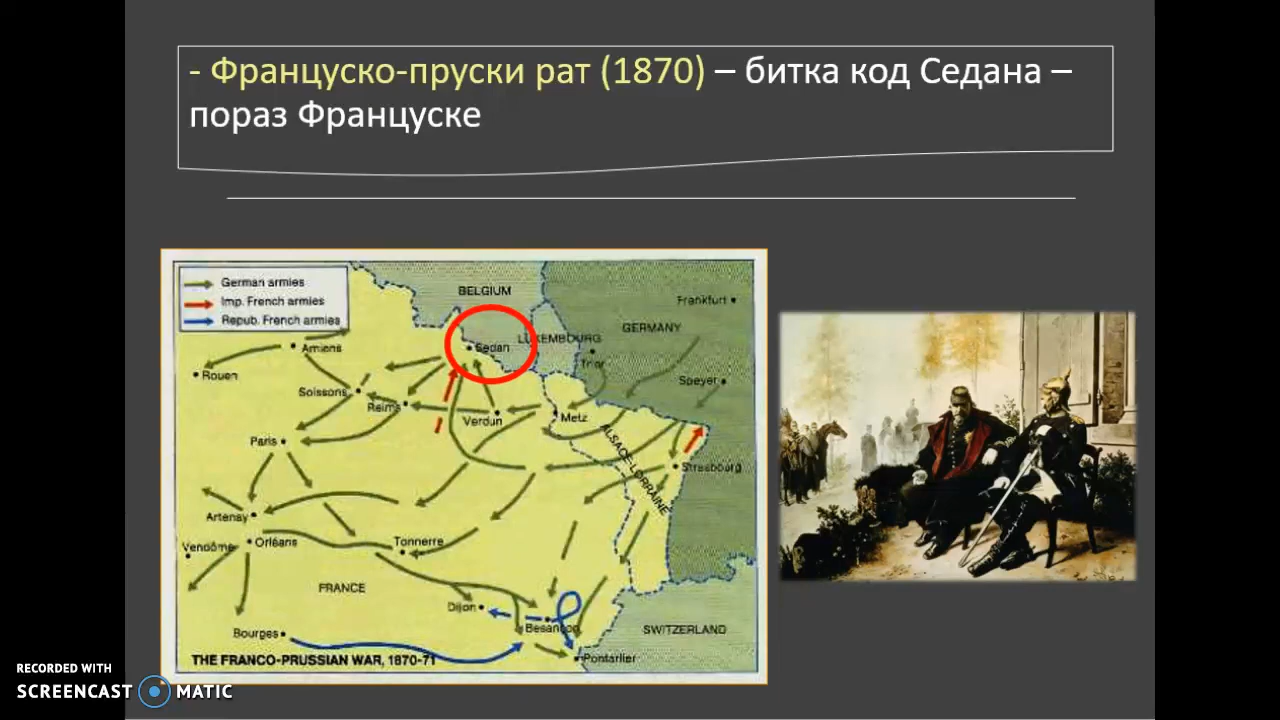 - Француско-пруски рат (1870) – битка код Седана –
пораз Француске
German armies
Imp. French armies
Repub. French armies
BELGIUM
Frankfurt
GERMANY
LUXEMBOURG
Sedan
Trier
Amiens
Rouen
Speyer
Soissons
Reims
Verdun
Metz
Paris
ALSACE-LORRAINE
Strasbourg
Artenay
Vendôme
Orléans
Tonnerre
FRANCE
Dijon
Besançon
Bourges
SWITZERLAND
THE FRANCO-PRUSSIAN WAR, 1870-71
Pontarlier
RECORDED WITH
SCREENCAST MATIC